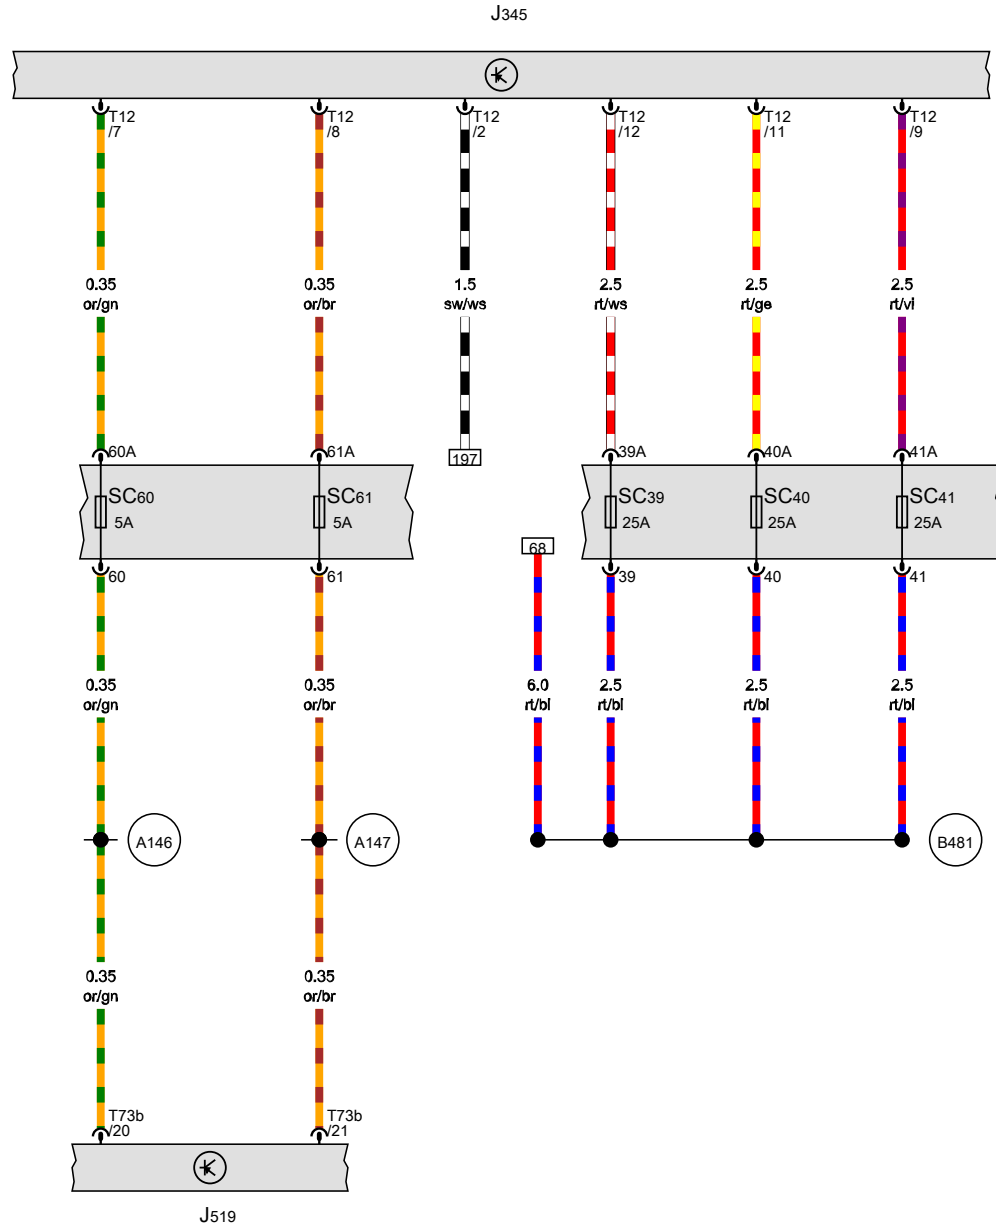 J345
T12 T12 T12 T12 T12 T12
/7 /8 /2 /12 /11 /9
0.35 0.35 1.5 2.5 2.5 2.5
or/gn or/br sw/ws rt/ws rt/ge rt/vi
60A 61A 197 39A 40A 41A
SC60 SC61 SC39 SC40 SC41
5A 5A 25A 25A 25A
68
60 61 39 40 41
0.35 0.35 6.0 2.5 2.5 2.5
or/gn or/br rt/bl rt/bl rt/bl rt/bl
A146 A147 B481
0.35 0.35
or/gn or/br
T73b T73b
/20 /21
J519